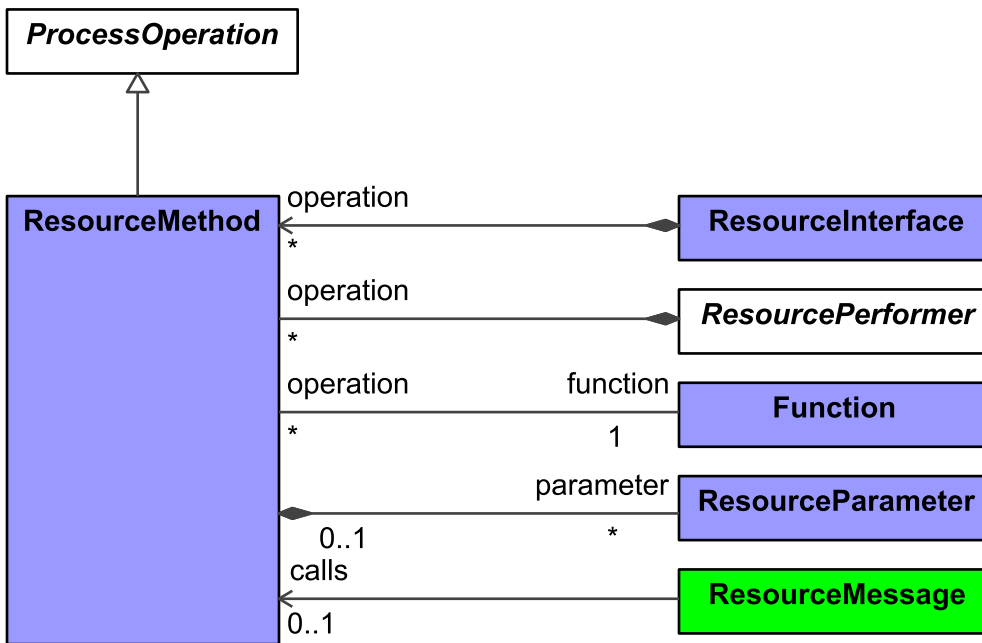 ProcessOperation
ResourceMethod
operation
*
ResourceInterface
operation
*
ResourcePerformer
operation
*
function
1
Function
parameter
0..1
*
ResourceParameter
calls
0..1
ResourceMessage